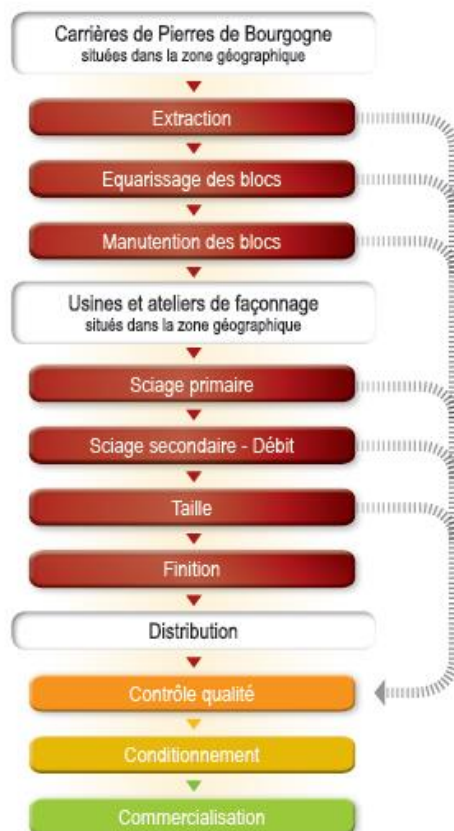 Carrières de Pierres de Bourgogne
situées dans la zone géographique
Extraction
Equarissage des blocs
Manutention des blocs
Usines et ateliers de façonnage
situés dans la zone géographique
Sciage primaire
Sciage secondaire - Débit
Taille
Finition
Distribution
Contrôle qualité
Conditionnement
Commercialisation